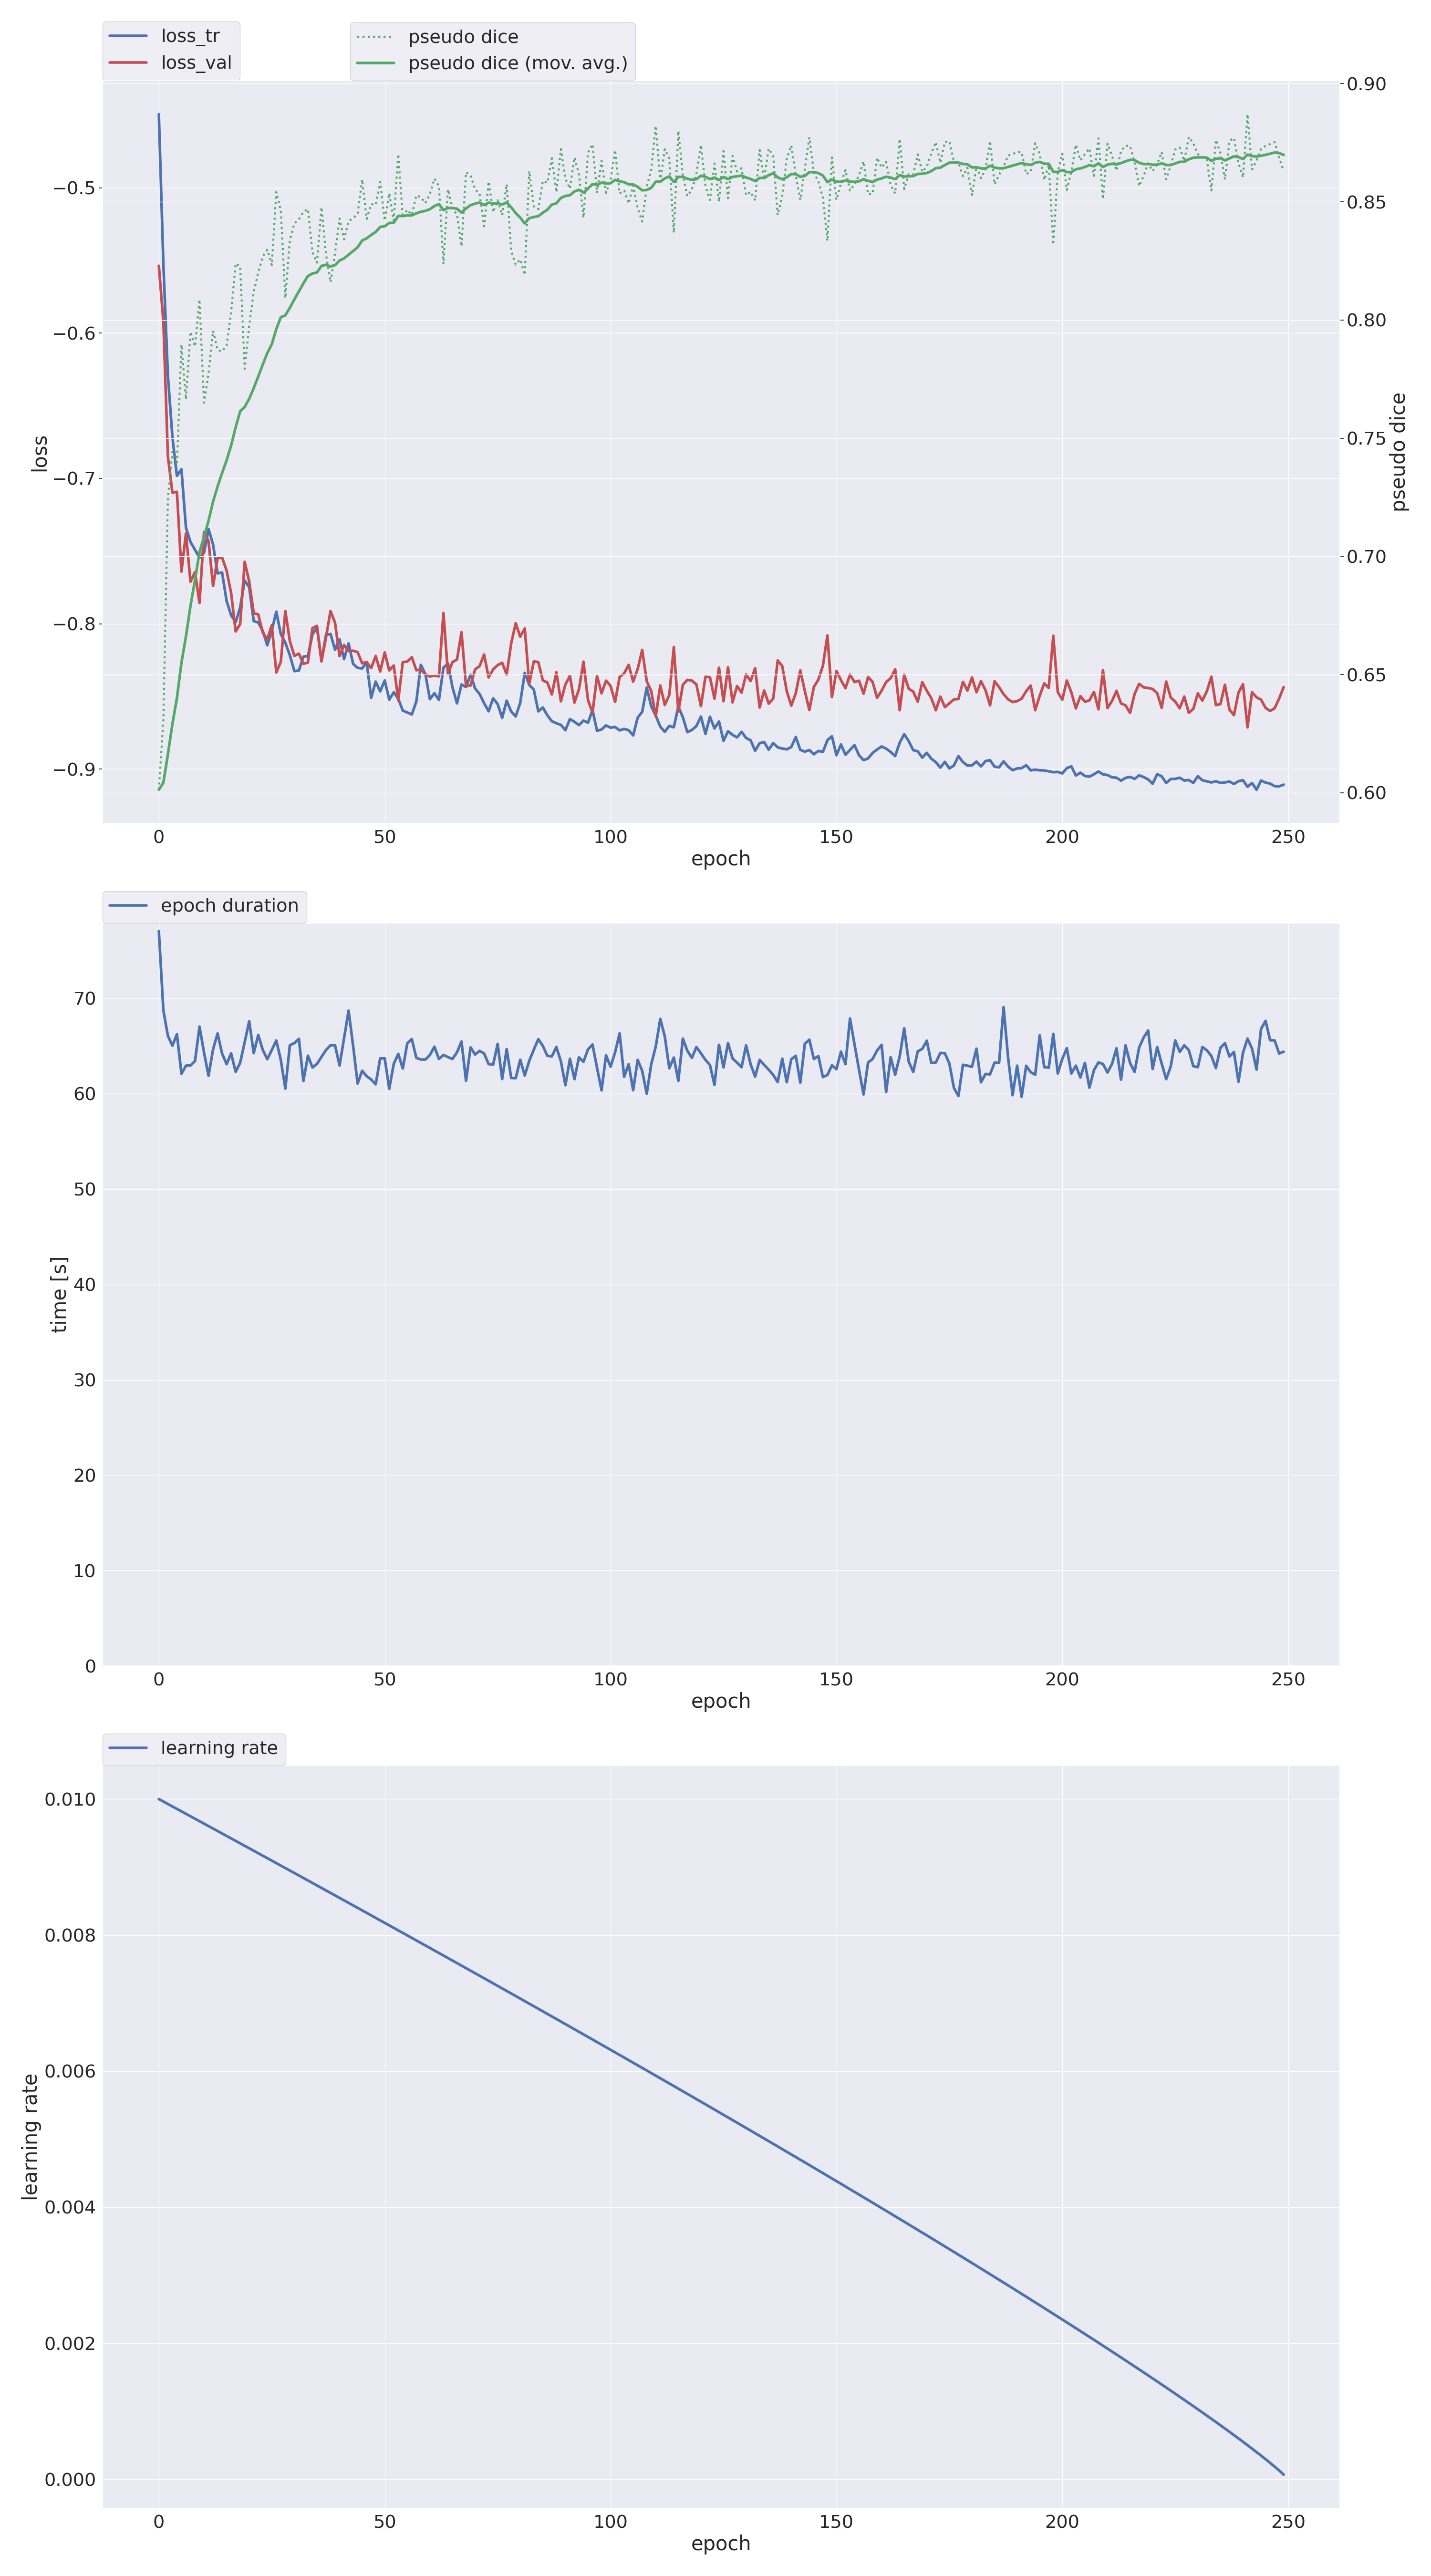 loss_tr
loss_val
pseudo dice
pseudo dice (mov. avg.)
−0.5
−0.6
−0.7
−0.8
−0.9
loss
0.90
0.85
0.80
0.75
0.70
0.65
0.60
pseudo dice
0 50 100 150 200 250
epoch
epoch duration
70
60
50
40
30
20
10
0
time [s]
0 50 100 150 200 250
epoch
learning rate
0.010
0.008
0.006
0.004
0.002
0.000
learning rate
0 50 100 150 200 250
epoch